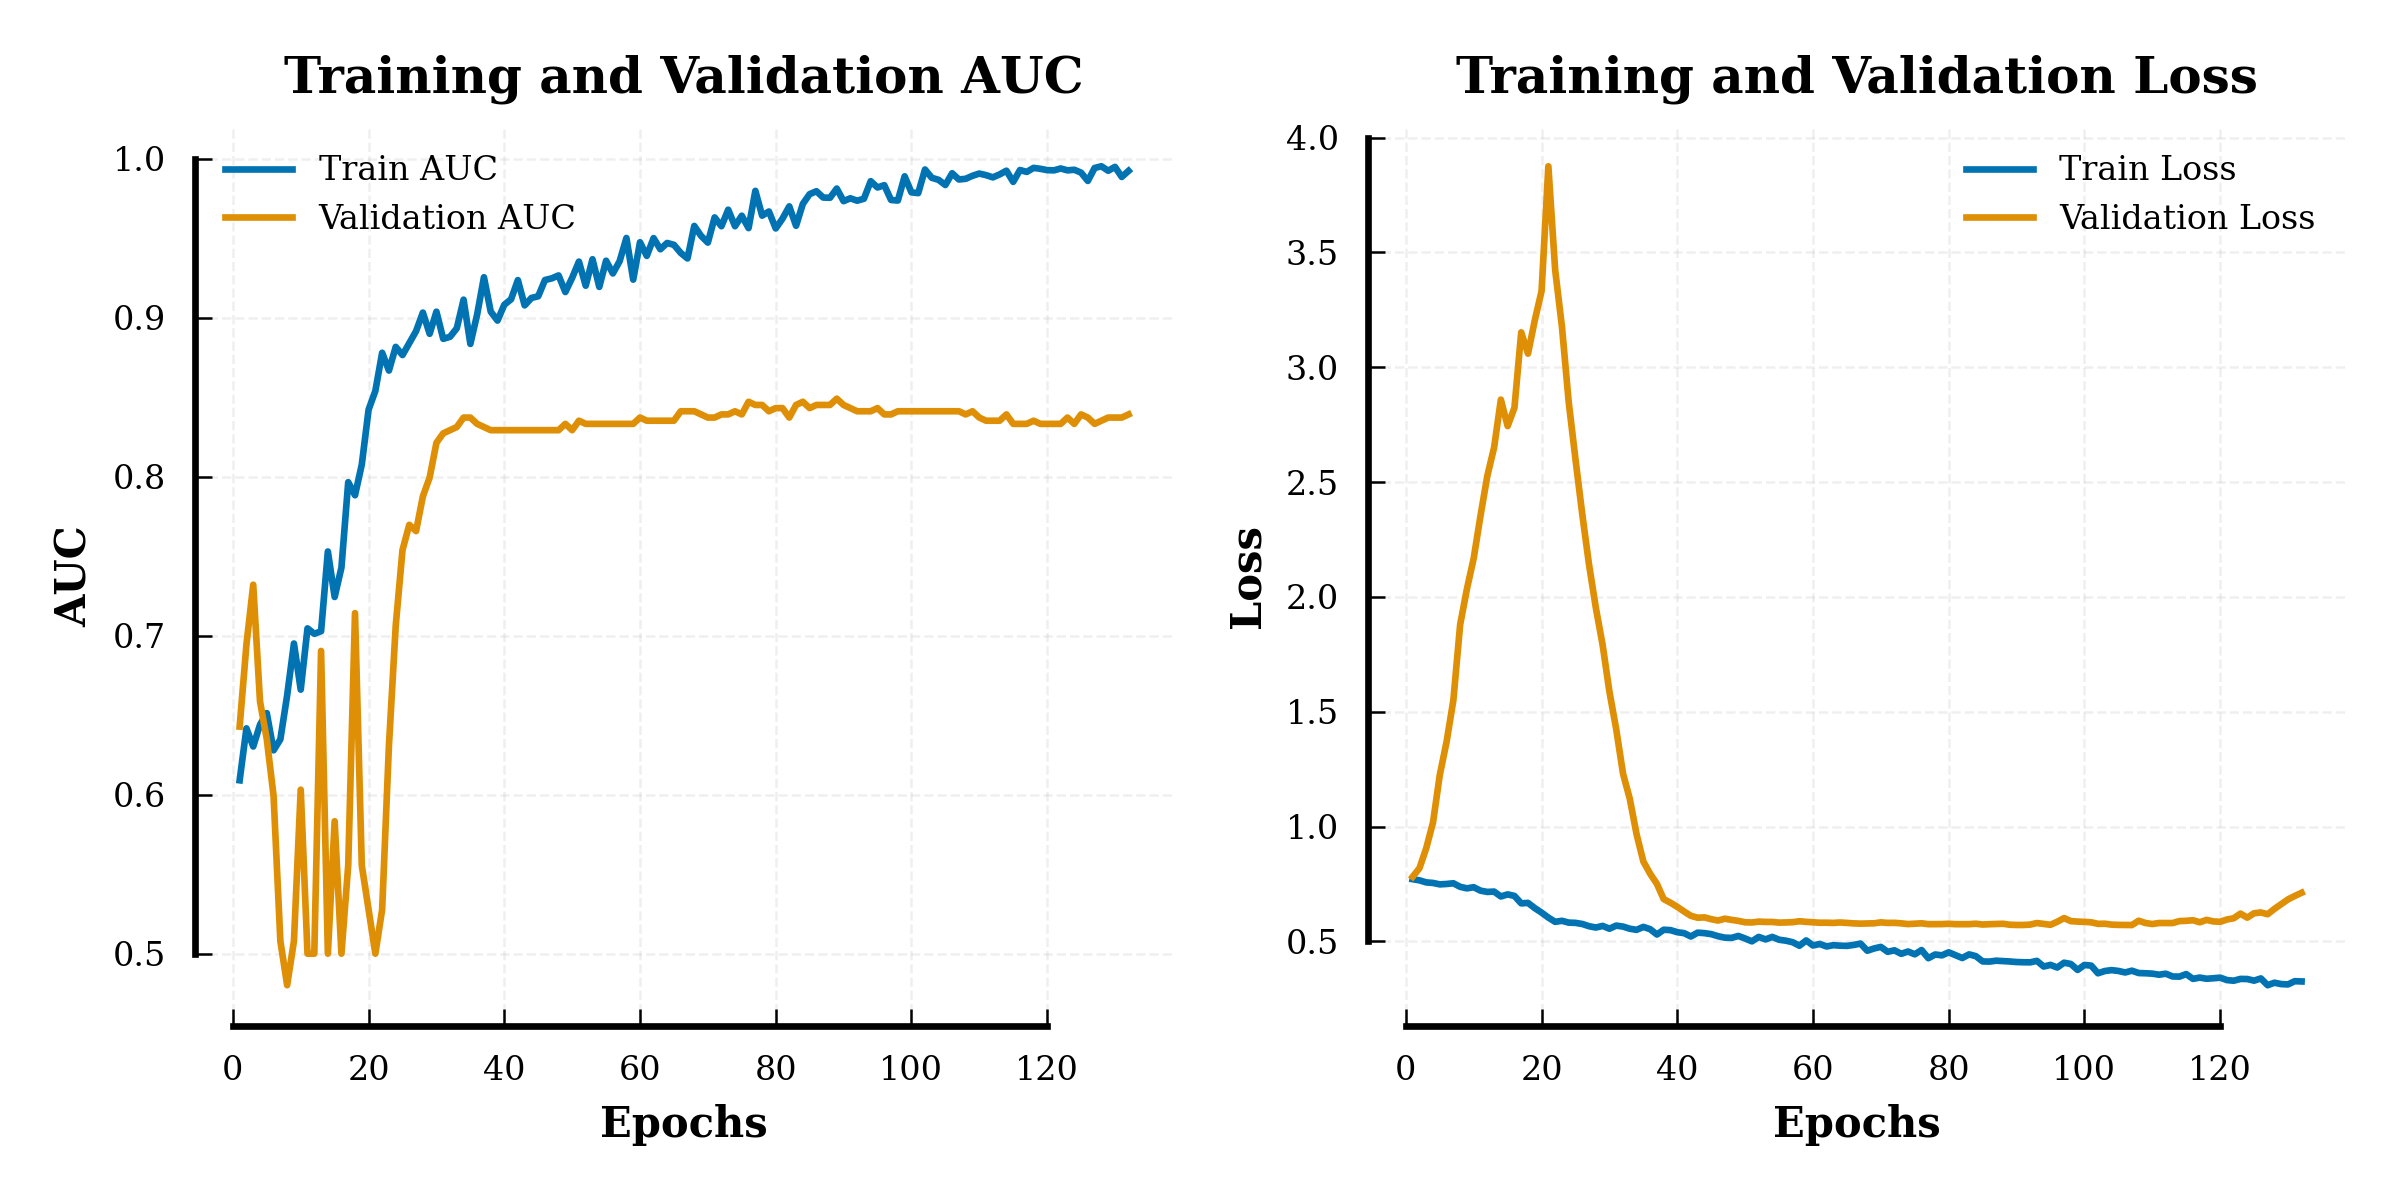 Training and Validation AUC
Train AUC
Validation AUC
1.0
0.9
0.8
0.7
0.6
0.5
AUC
0 20 40 60 80 100 120
Epochs
Training and Validation Loss
Train Loss
Validation Loss
4.0
3.5
3.0
2.5
2.0
1.5
1.0
0.5
Loss
0 20 40 60 80 100 120
Epochs